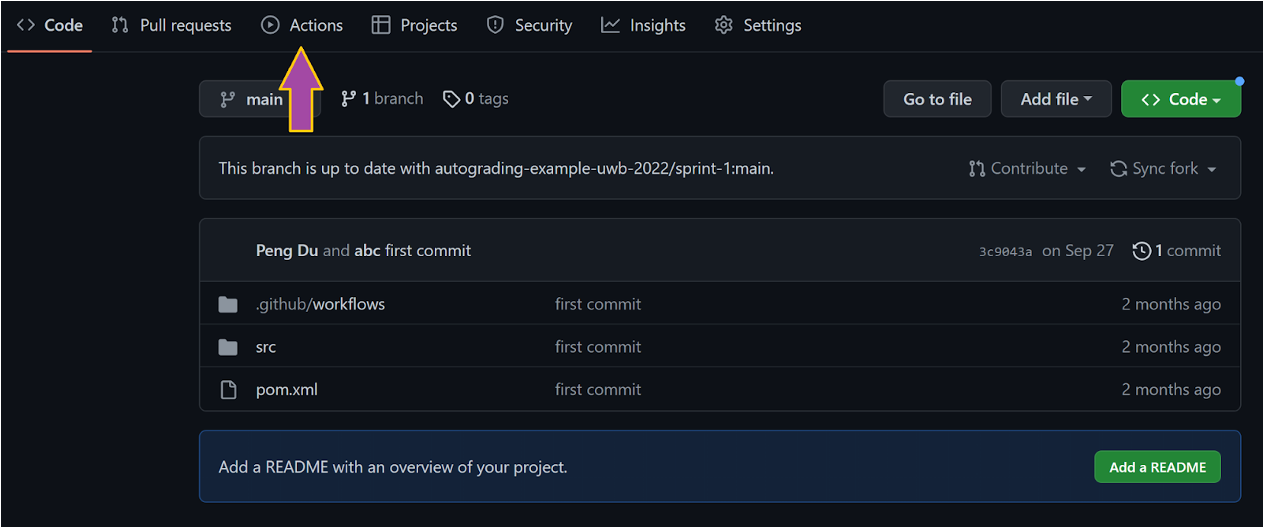 Code Pull requests Actions Projects Security Insights Settings
main 1 branch 0 tags Go to file Add file Code
This branch is up to date with autograding-example-uwb-2022/sprint-1:main. Contribute Sync fork
Peng Du and abc first commit 3c9043a on Sep 27 1 commit
.github/workflows first commit 2 months ago
src first commit 2 months ago
pom.xml first commit 2 months ago
Add a README with an overview of your project. Add a README